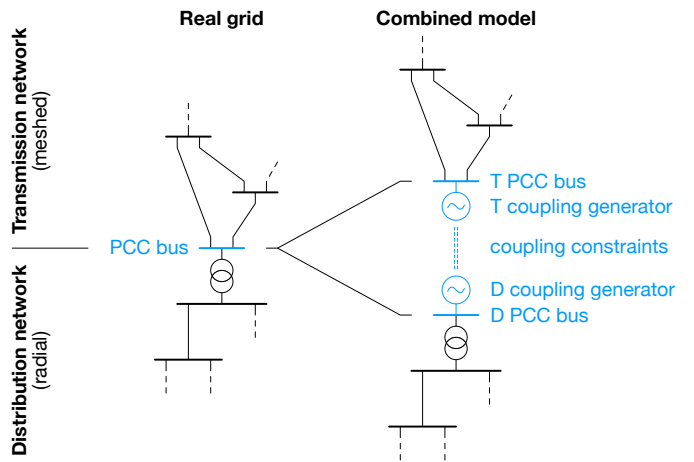 Real grid
Combined model
Transmission network
(meshed)
Distribution network
(radial)
PCC bus
T PCC bus
T coupling generator
coupling constraints
D coupling generator
D PCC bus